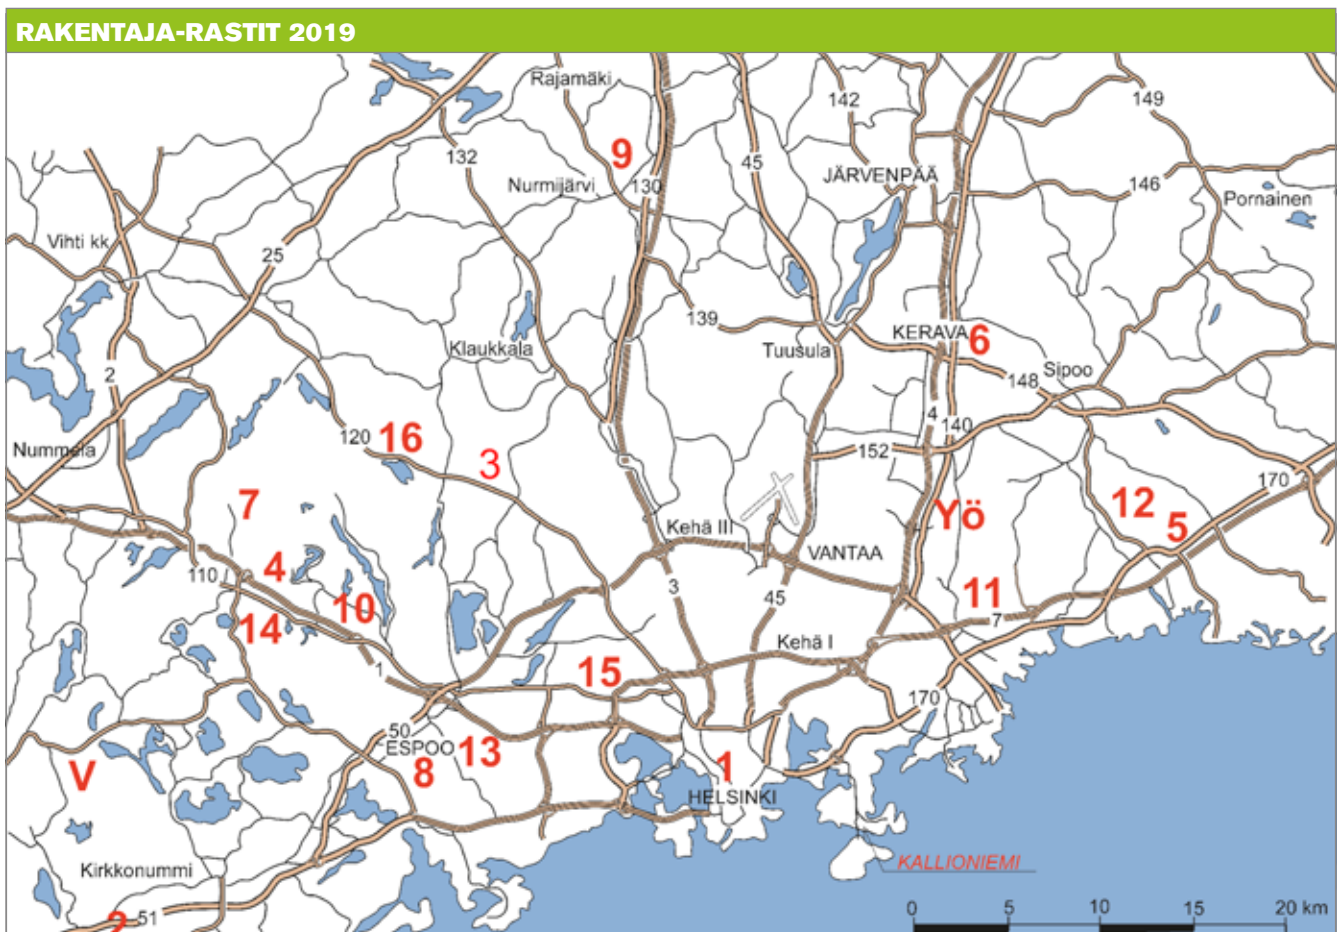 RAKENTAJA-RASTIT 2019
Rajamäki
142
149
132
9
45
Nurmijärvi
130
JÄRVENPÄÄ
146
Pornainen
Vihti kk
25
139
KERAVA
6
Klaukkala
Tuusula
Sipoo
148
2
4
140
120
16
3
152
Nummela
170
7
12
Yö
5
Kehä III
VANTAA
110
4
10
3
45
11
7
14
Kehä I
1
15
170
50
ESPOO
13
8
V
1
HELSINKI
Kirkkonummi
KALLIONIEMI
2
51
0
5
10
15
20 km